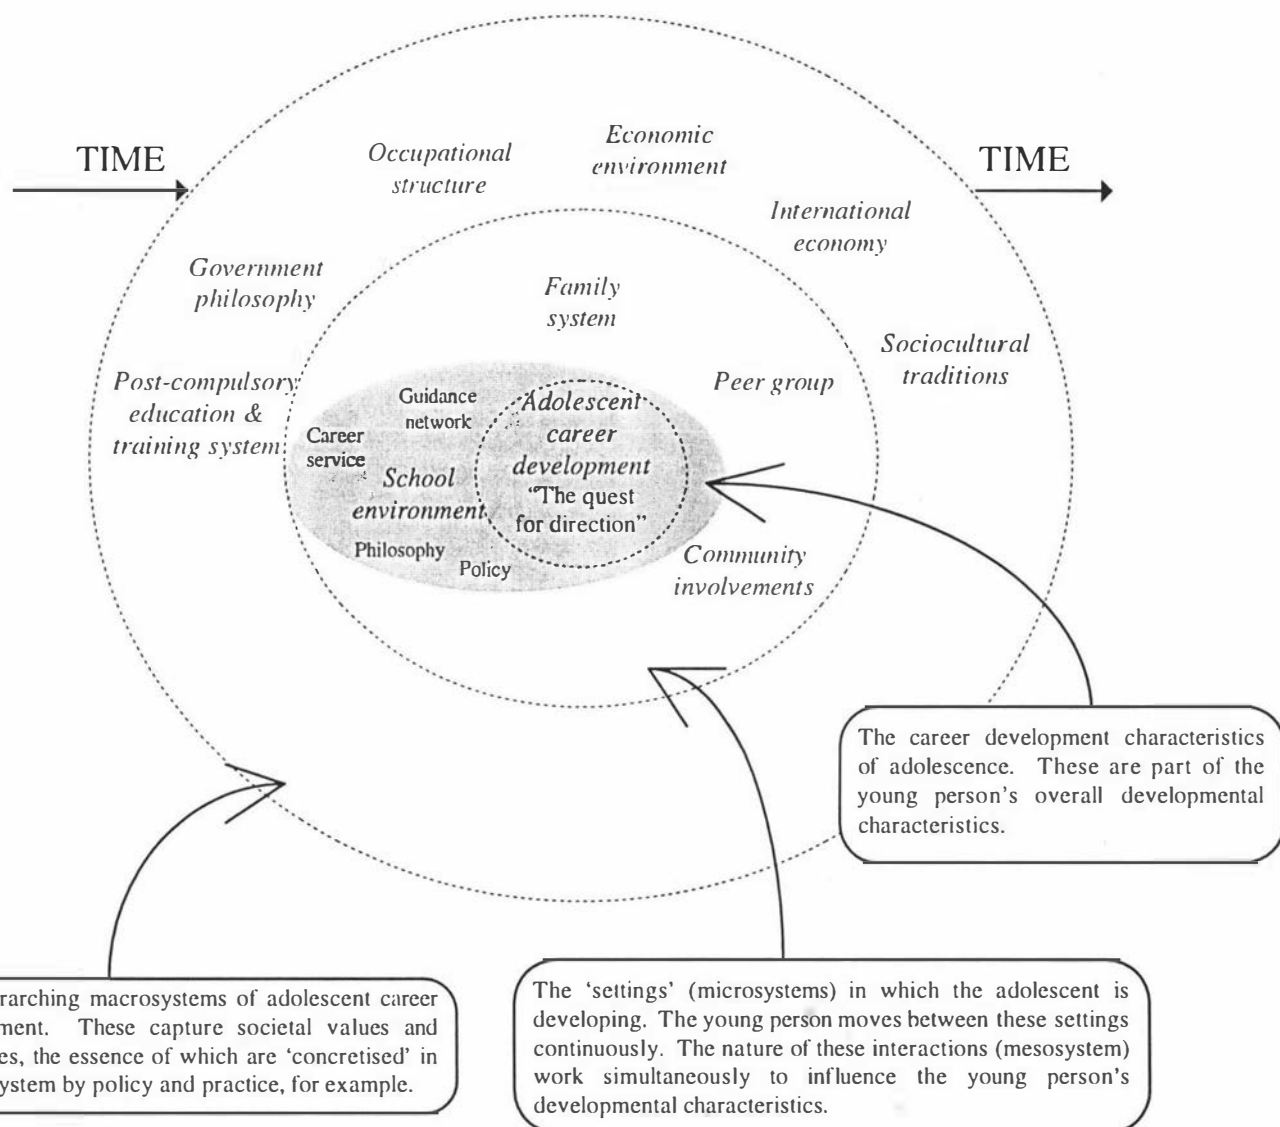 TIME
TIME
Occupational
structure
Economic
environment
International
economy
Government
philosophy
Family
system
Sociocultural
traditions
Post-compulsory
education &
training system
Peer group
Guidance
network
Career
service
School
environment
Philosophy
Policy
Adolescent
career
development
"The quest
for direction"
Community
involvements
The career development characteristics
of adolescence. These are part of the
young person's overall developmental
characteristics.
The 'settings' (microsystems) in which the adolescent is
developing. The young person moves between these settings
continuously. The nature of these interactions (mesosystem)
work simultaneously to influence the young person's
developmental characteristics.
macrosystems of adolescent career
These capture societal values and
the essence of which are 'concretised' in
by policy and practice, for example.